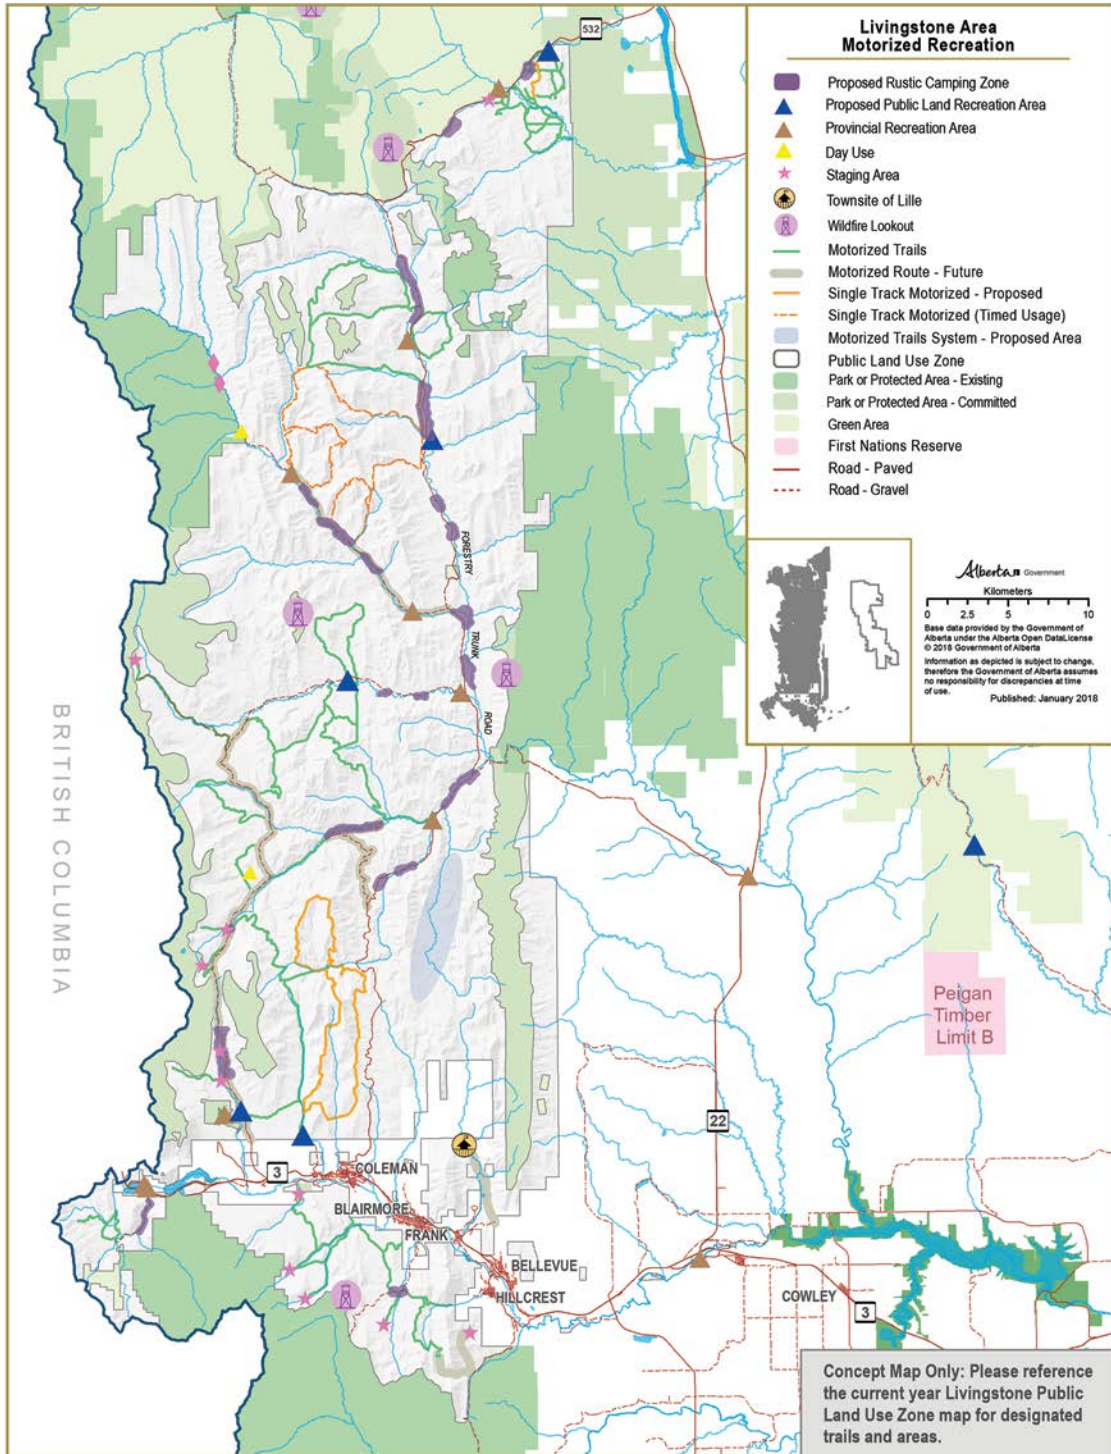 Livingstone Area
Motorized Recreation
Proposed Rustic Camping Zone
Proposed Public Land Recreation Area
Provincial Recreation Area
Day Use
Staging Area
Townsite of Lille
Wildfire Lookout
Motorized Trails
Motorized Route - Future
Single Track Motorized - Proposed
Single Track Motorized (Timed Usage)
Motorized Trails System - Proposed Area
Public Land Use Zone
Park or Protected Area - Existing
Park or Protected Area - Committed
Green Area
First Nations Reserve
Road - Paved
Road - Gravel
Alberta Government
Kilometers
0 2.5 5 10
Base data provided by the Government of
Alberta under the Alberta Open DataLicense
© 2018 Government of Alberta
Information as depicted is subject to change,
therefore the Government of Alberta assumes
no responsibility for discrepancies at time
of use.
Published: January 2018
532
FORESTRY
TRUNK
ROAD
BRITISH COLUMBIA
Peigan
Timber
Limit B
22
3
COLEMAN
BLAIRMORE
FRANK
BELLEVUE
HILLCREST
COWLEY
3
Concept Map Only: Please reference
the current year Livingstone Public
Land Use Zone map for designated
trails and areas.